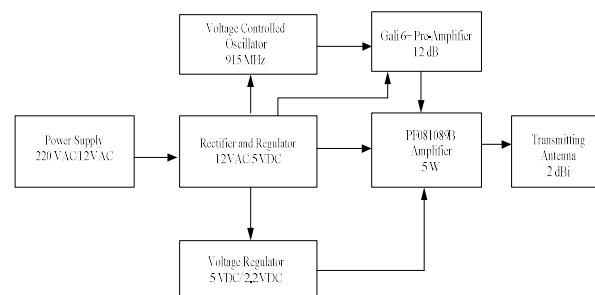 Voltage Controlled
Oscillator
915 MHz
Gali 6+ Pre-Amplifier
12 dB
Power Supply
220 VAC/12VAC
Rectifier and Regulator
12VAC/5VDC
PF081089B
Amplifier
5 W
Transmitting
Antenna
2 dBi
Voltage Regulator
5 VDC/2.2VDC